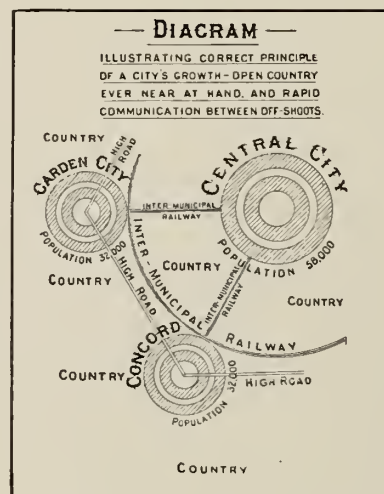 — DIAGRAM —
ILLUSTRATING CORRECT PRINCIPLE
OF A CITY'S GROWTH - OPEN COUNTRY
EVER NEAR AT HAND, AND RAPID
COMMUNICATION BETWEEN OFF-SHOOTS.
COUNTRY
HIGH ROAD
GARDEN CITY
POPULATION 32,000
CENTRAL CITY
POPULATION 58,000
INTER-MUNICIPAL
RAILWAY
COUNTRY
HIGH ROAD
INTER-MUNICIPAL RAILWAY
COUNTRY
INTER-MUNICIPAL
RAILWAY
COUNTRY
COUNTRY
CONCORD
POPULATION 32,000
HIGH ROAD
COUNTRY